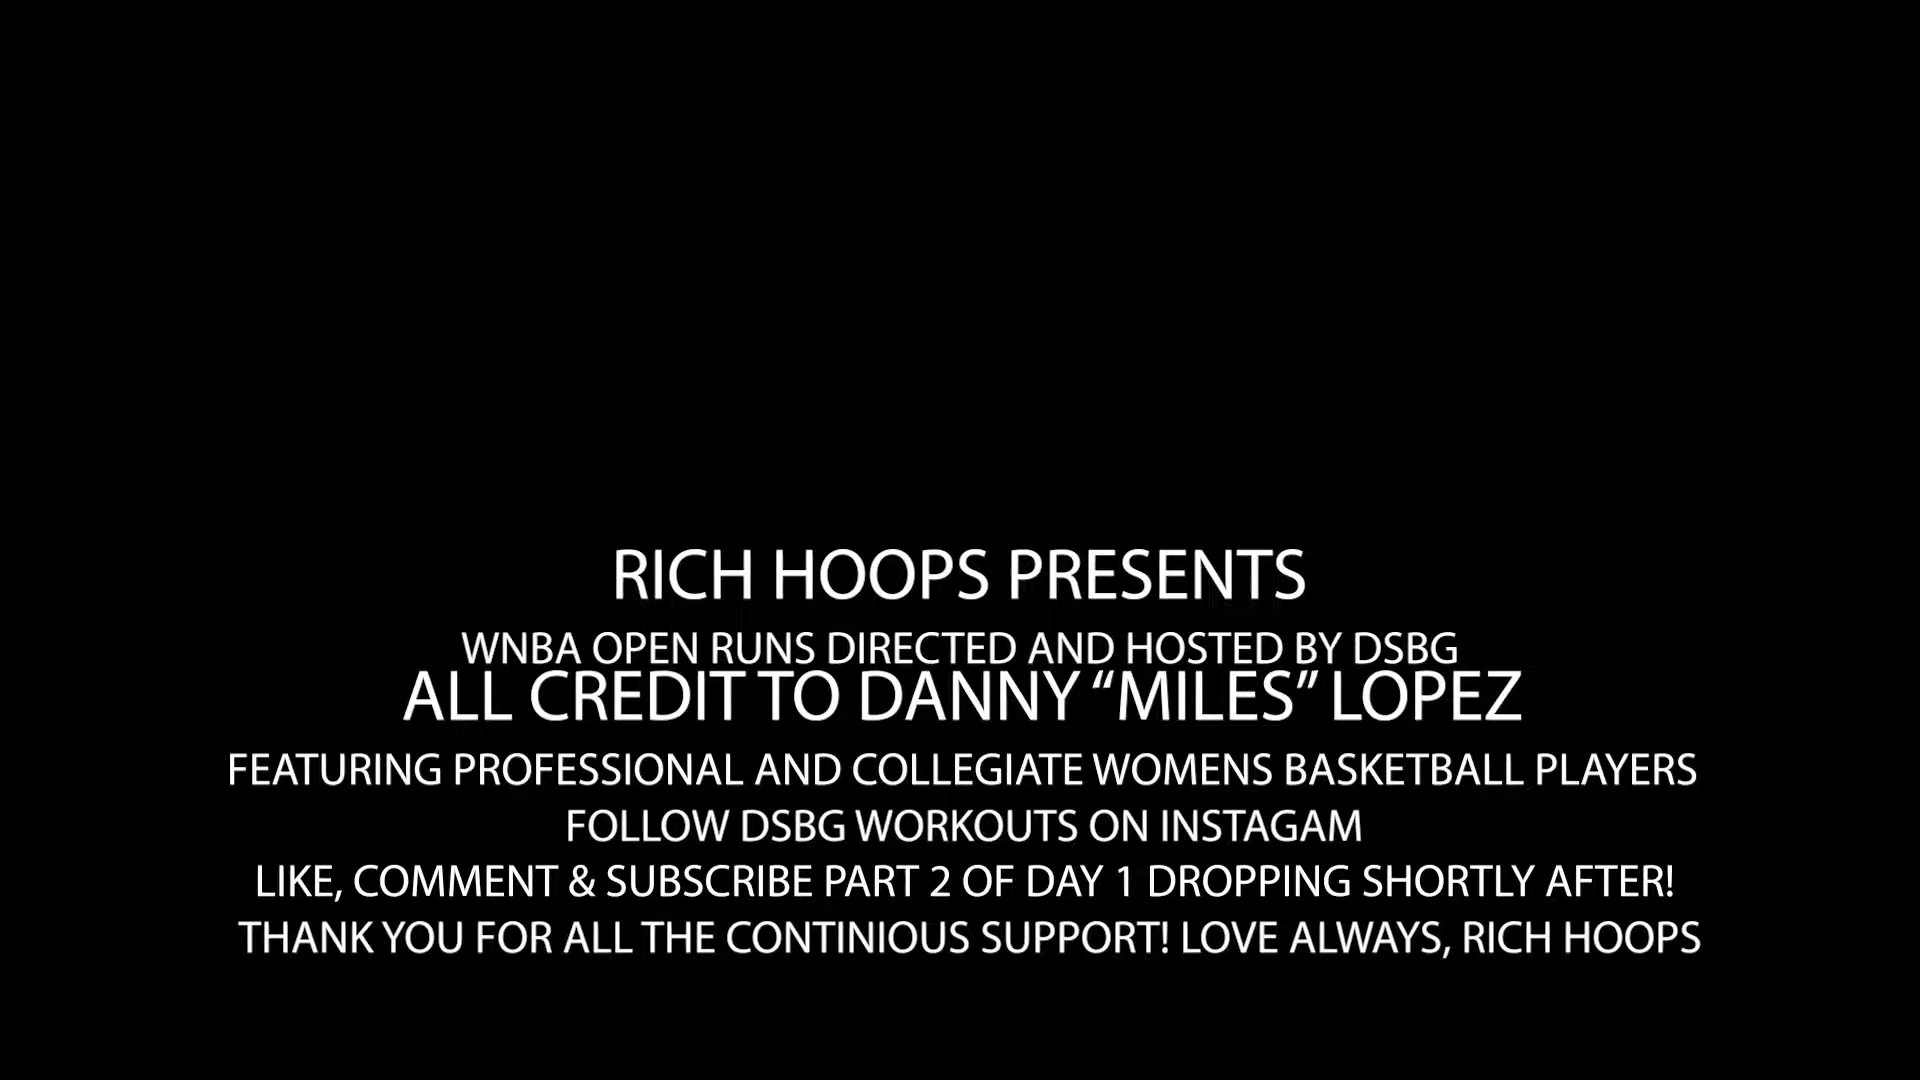 RICH HOOPS PRESENTS
WNBA OPEN RUNS DIRECTED AND HOSTED BY DSBG
ALL CREDIT TO DANNY “MILES” LOPEZ
FEATURING PROFESSIONAL AND COLLEGIATE WOMENS BASKETBALL PLAYERS
FOLLOW DSBG WORKOUTS ON INSTAGAM
LIKE, COMMENT & SUBSCRIBE PART 2 OF DAY 1 DROPPING SHORTLY AFTER!
THANK YOU FOR ALL THE CONTINIOUS SUPPORT! LOVE ALWAYS, RICH HOOPS